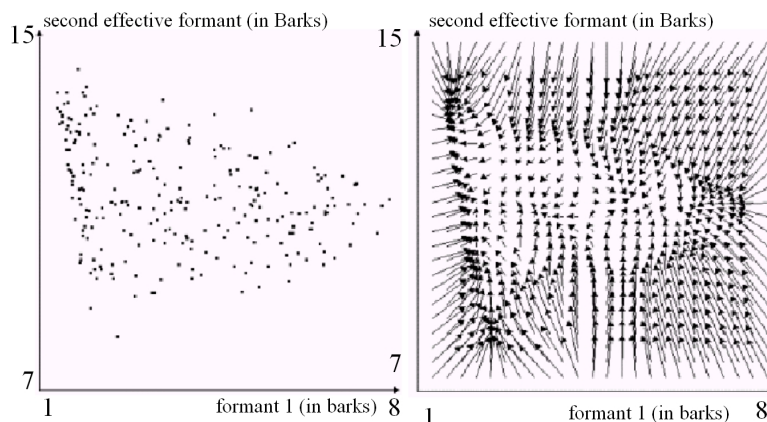 second effective formant (in Barks)
15
7
1
formant 1 (in barks)
8
second effective formant (in Barks)
15
7
1
formant 1 (in barks)
8